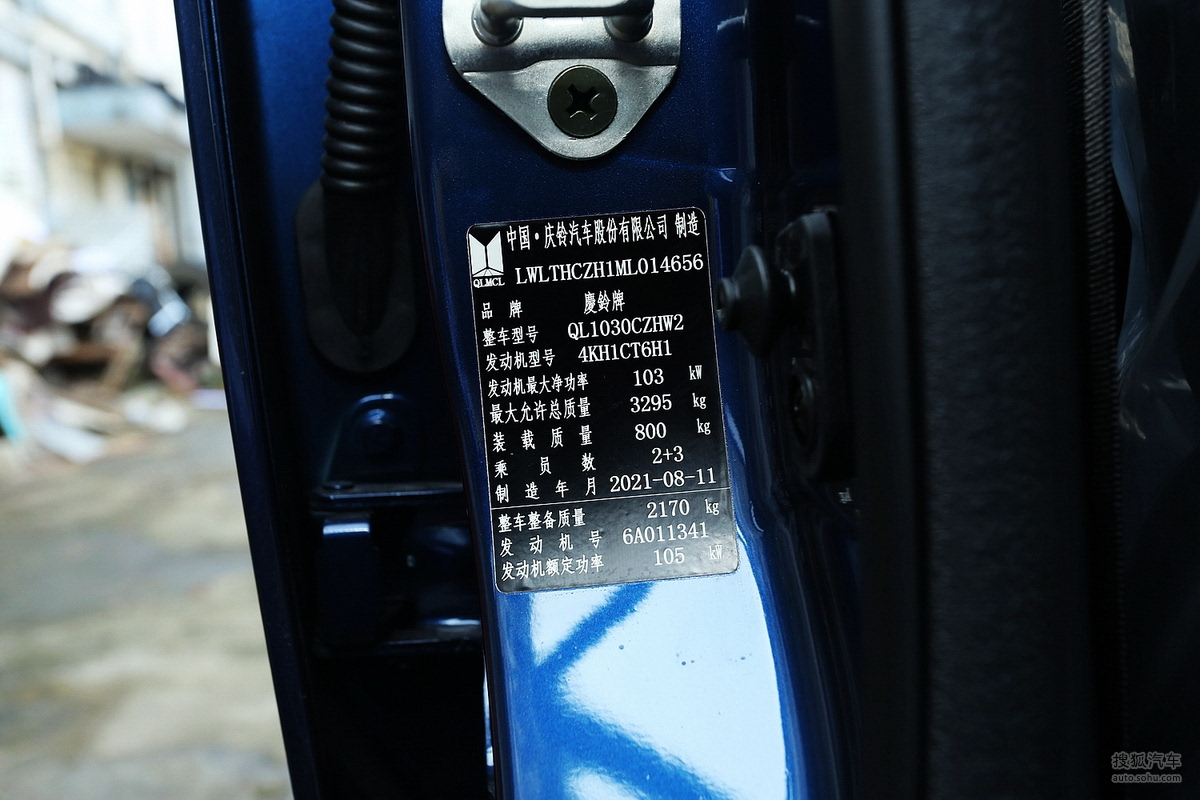 中国·庆铃汽车股份有限公司 制造
QLMCL
LWLTHCZH1ML014656
品牌 慶鈴牌
整车型号 QL1030CZHW2
发动机型号 4KH1CT6H1
发动机最大净功率 103 kW
最大允许总质量 3295 kg
装载质量 800 kg
乘员数 2+3
制造年月 2021-08-11
整车整备质量 2170 kg
发动机号 6A011341
发动机额定功率 105 kW
搜狐汽车
auto.sohu.com